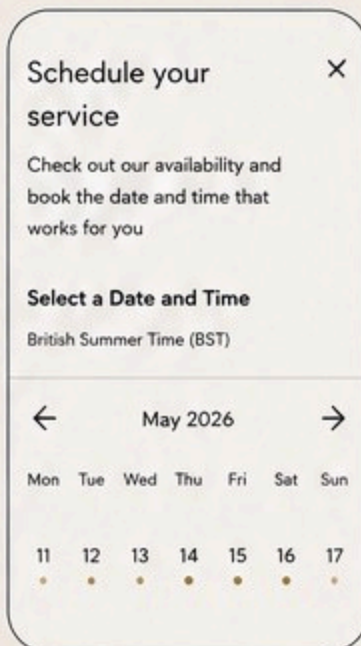 Schedule your
service
Check out our availability and
book the date and time that
works for you
Select a Date and Time
British Summer Time (BST)
May 2026
Mon Tue Wed Thu Fri Sat Sun
11 12 13 14 15 16 17